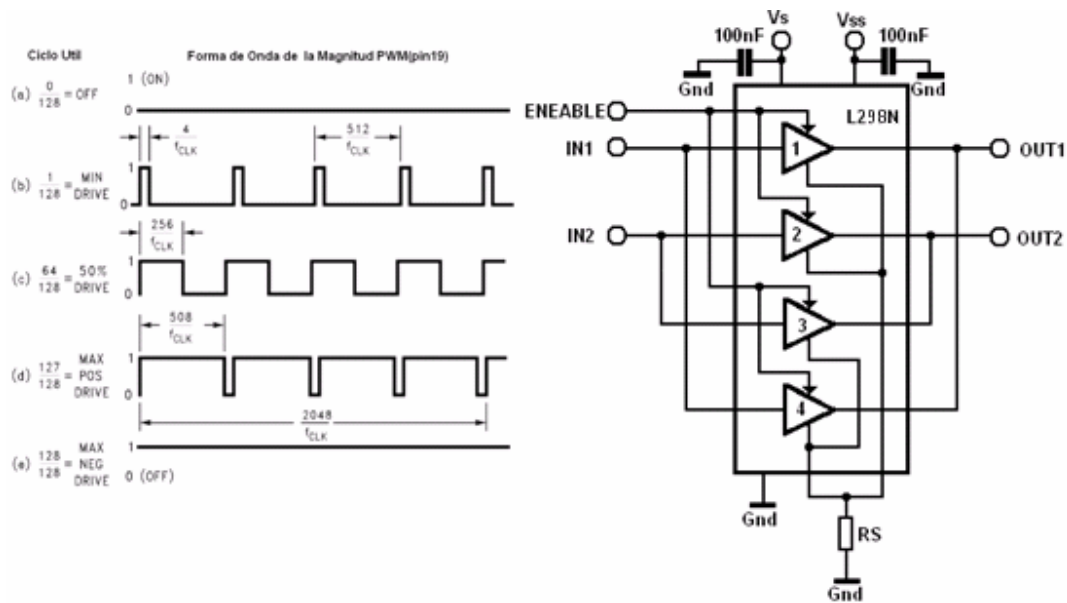 Ciclo Util
Forma de Onda de la Magnitud PWM(pin19)
(a) 0/128 = OFF
1 (ON)
0
4/fCLK
512/fCLK
(b) 1/128 = MIN DRIVE
1
0
256/fCLK
(c) 64/128 = 50% DRIVE
1
0
508/fCLK
(d) 127/128 = MAX POS DRIVE
1
0
2048/fCLK
(e) 128/128 = MAX NEG DRIVE
1
0 (OFF)
Vs
Vss
100nF
100nF
Gnd
Gnd
ENEABLE
L298N
IN1
1
OUT1
IN2
2
OUT2
3
4
Gnd
RS
Gnd